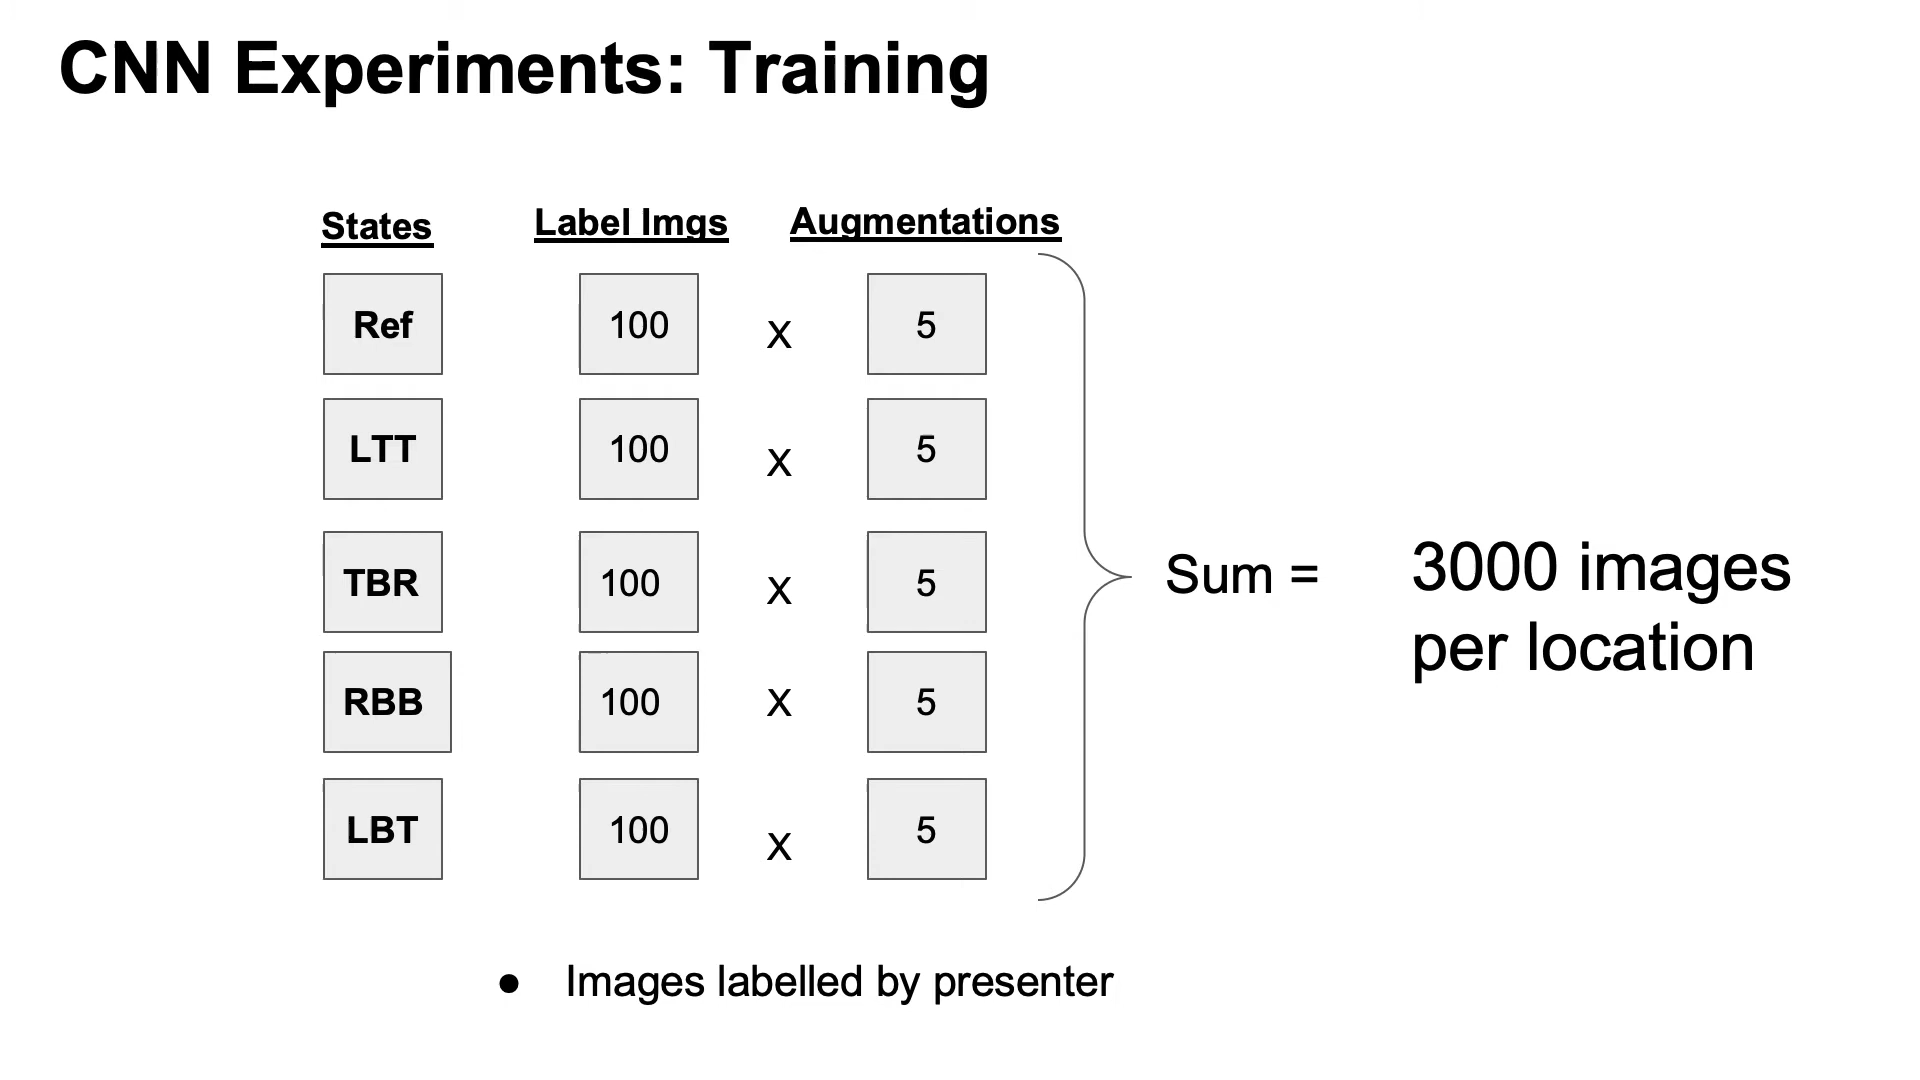 CNN Experiments: Training
States Label Imgs Augmentations
Ref 100 x 5
LTT 100 x 5
TBR 100 x 5
RBB 100 x 5
LBT 100 x 5
Sum = 3000 images
per location
● Images labelled by presenter